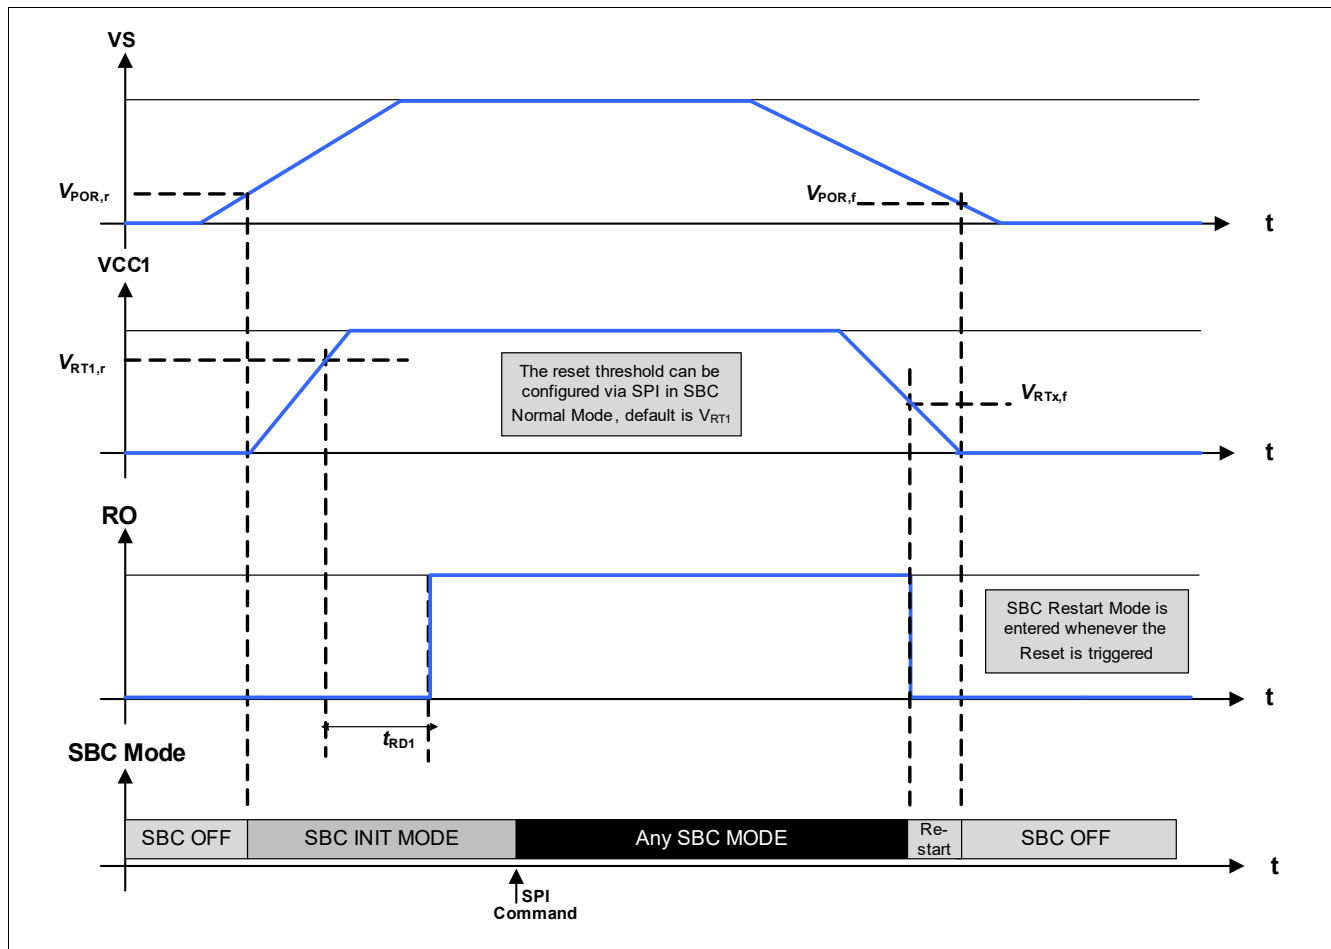 VS
VPOR,r
VPOR,f
t
VCC1
VRT1,r
The reset threshold can be
configured via SPI in SBC
Normal Mode, default is VRT1
VRTx,f
t
RO
SBC Restart Mode is
entered whenever the
Reset is triggered
t
tRD1
SBC Mode
SBC OFF
SBC INIT MODE
Any SBC MODE
Re-
start
SBC OFF
t
SPI
Command